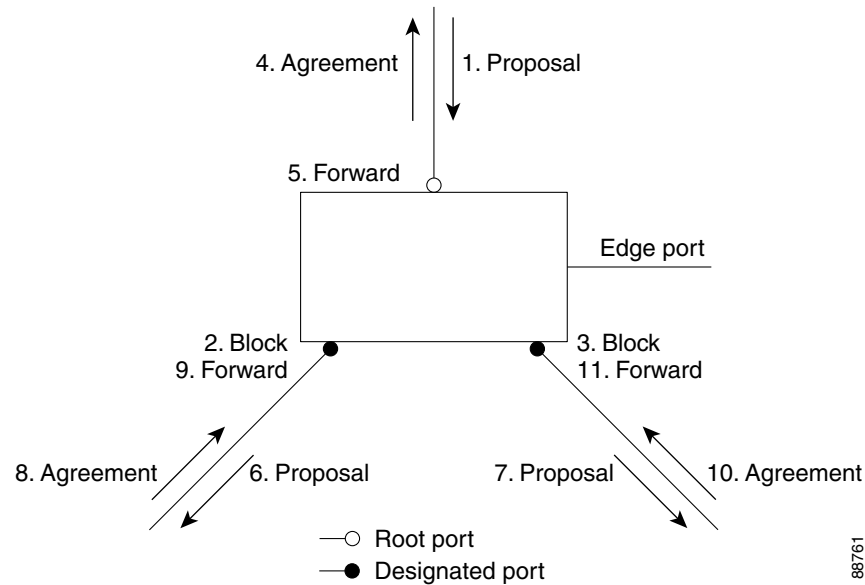 4. Agreement
1. Proposal
5. Forward
Edge port
2. Block
9. Forward
3. Block
11. Forward
8. Agreement
6. Proposal
7. Proposal
10. Agreement
Root port
Designated port
88761